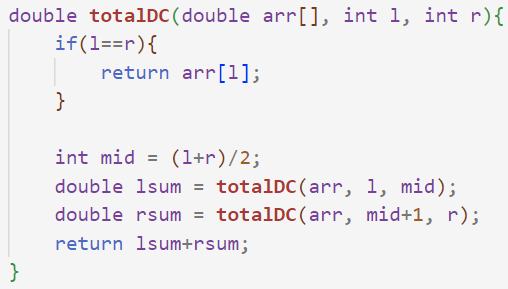 double totalDC(double arr[], int l, int r){
    if(l==r){
        return arr[l];
    }

    int mid = (l+r)/2;
    double lsum = totalDC(arr, l, mid);
    double rsum = totalDC(arr, mid+1, r);
    return lsum+rsum;
}